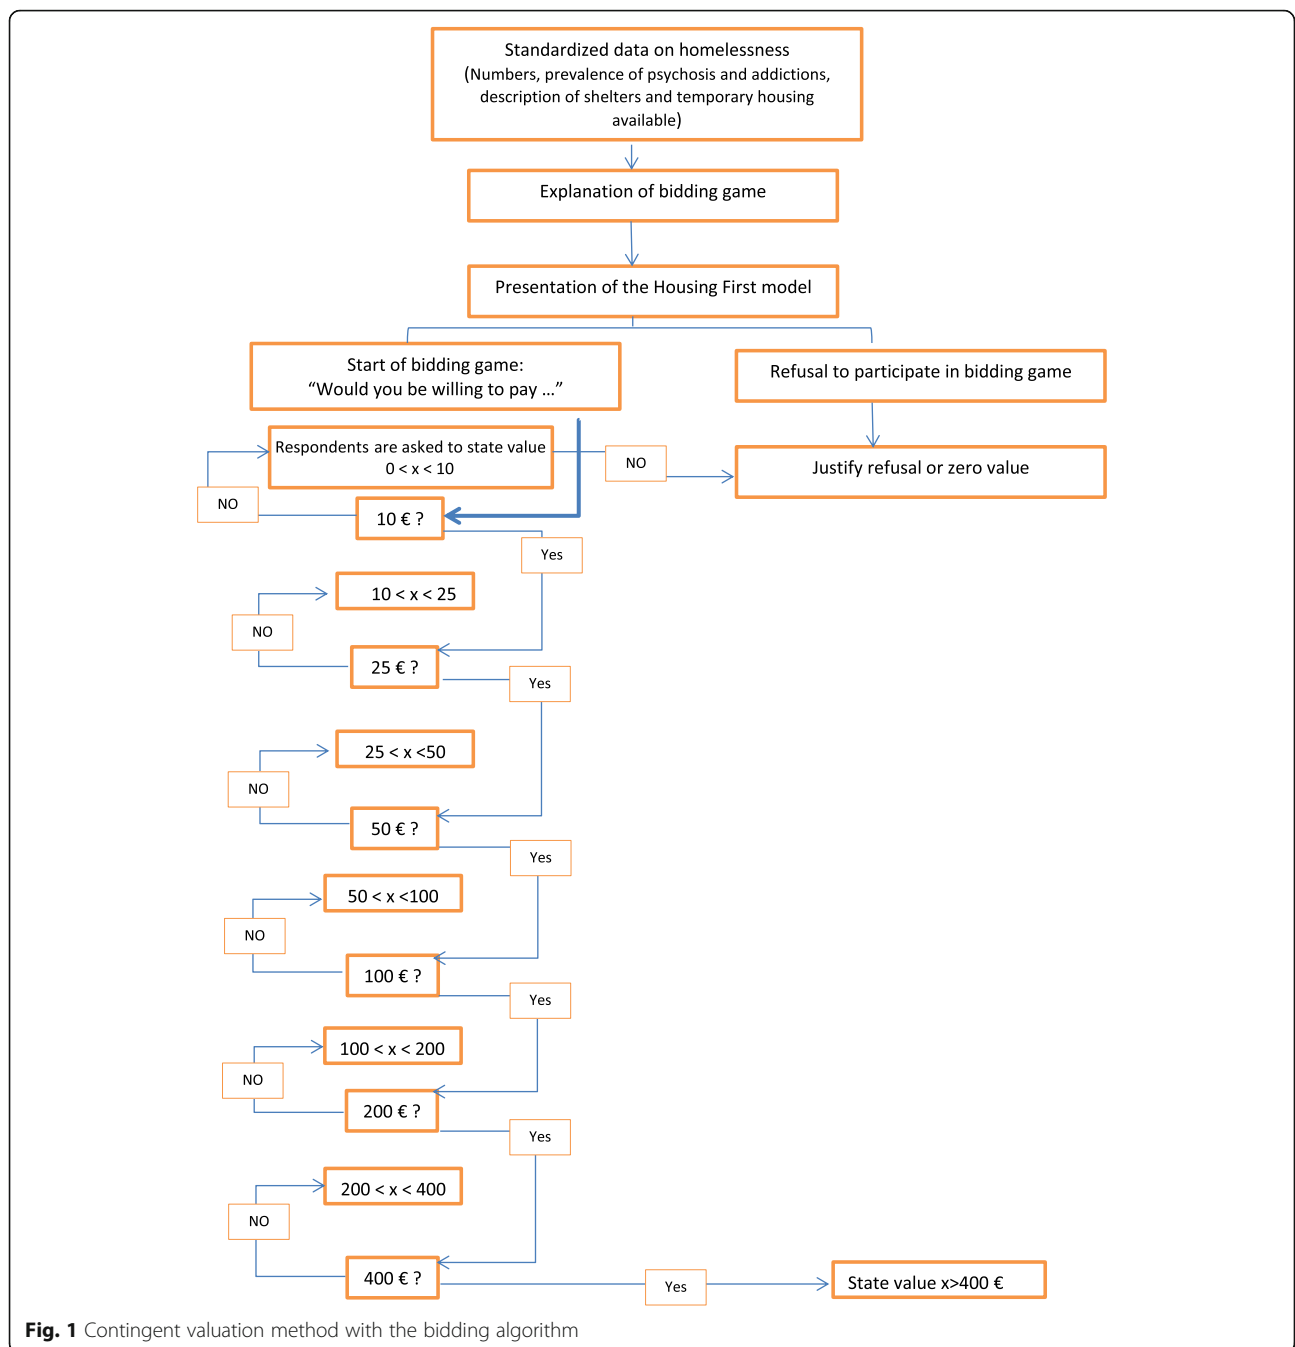 Standardized data on homelessness
(Numbers, prevalence of psychosis and addictions,
description of shelters and temporary housing
available)
Explanation of bidding game
Presentation of the Housing First model
Start of bidding game:
“Would you be willing to pay …”
Refusal to participate in bidding game
Respondents are asked to state value
0 < x < 10
NO
Justify refusal or zero value
NO
10 € ?
Yes
10 < x < 25
NO
25 € ?
Yes
25 < x <50
NO
50 € ?
Yes
50 < x <100
NO
100 € ?
Yes
100 < x < 200
NO
200 € ?
Yes
200 < x < 400
NO
400 € ?
Yes
State value x>400 €
Fig. 1 Contingent valuation method with the bidding algorithm